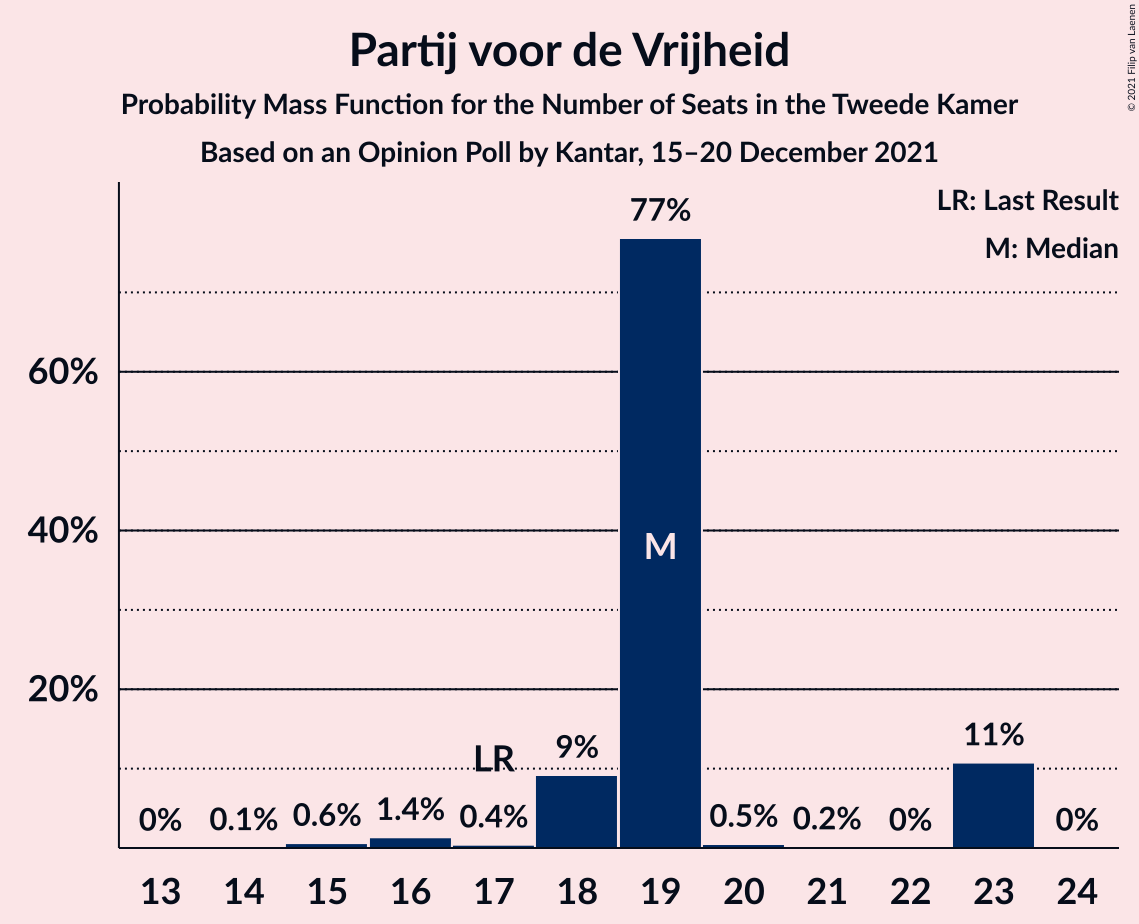 Partij voor de Vrijheid
Probability Mass Function for the Number of Seats in the Tweede Kamer
Based on an Opinion Poll by Kantar, 15–20 December 2021
© 2021 Filip van Laenen
LR: Last Result
M: Median
77%
60%
40%
M
20%
LR
9%
11%
0%
0.1%
0.6%
1.4%
0.4%
0.5%
0.2%
0%
0%
13 14 15 16 17 18 19 20 21 22 23 24